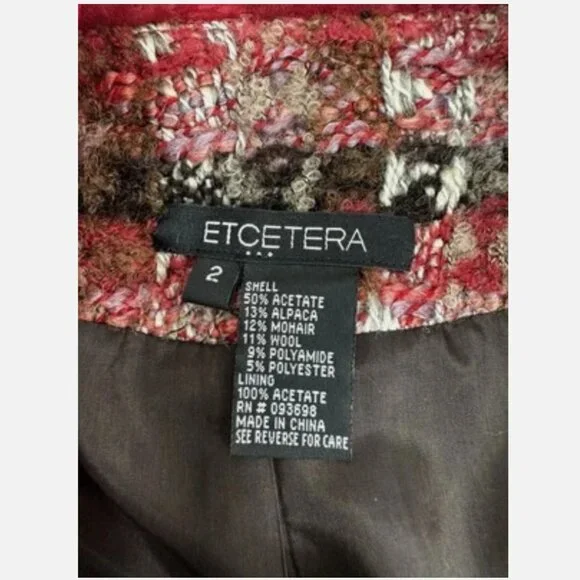 ETCETERA
2
SHELL
50% ACETATE
13% ALPACA
12% MOHAIR
11% WOOL
9% POLYAMIDE
5% POLYESTER
LINING
100% ACETATE
RN # 093698
MADE IN CHINA
SEE REVERSE FOR CARE